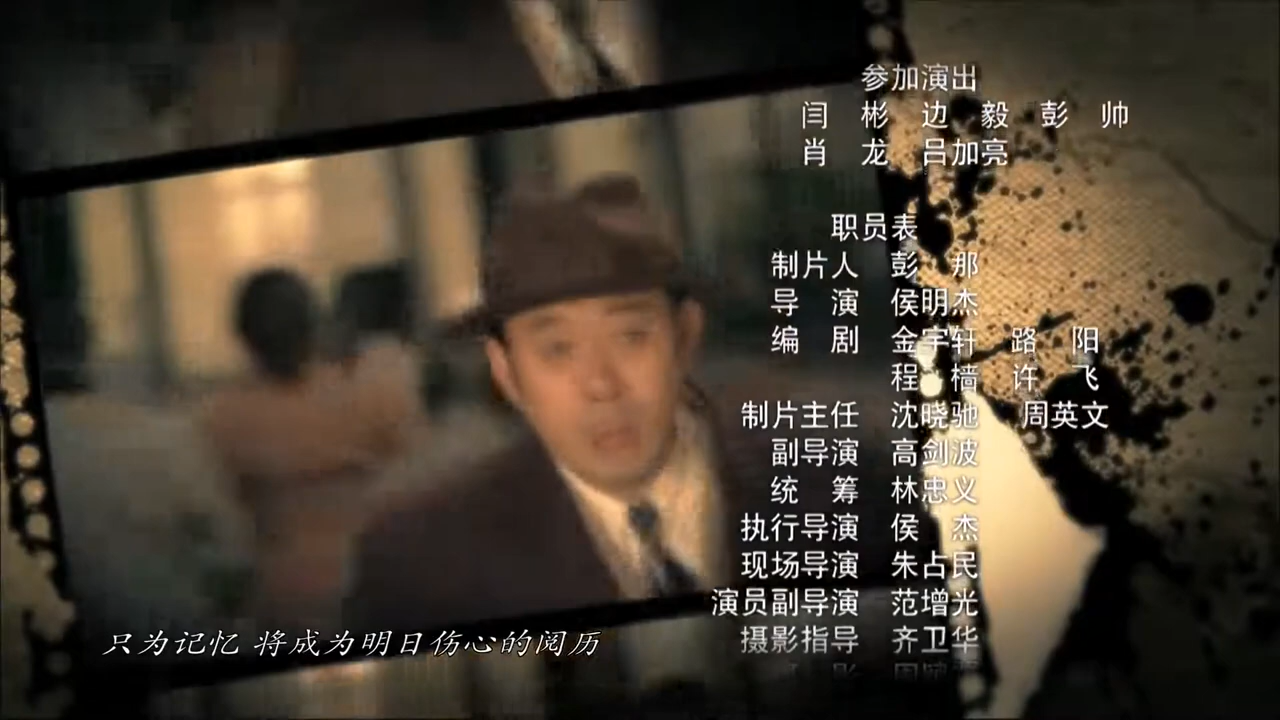 参加演出
闫 彬 边 毅 彭 帅
肖 龙 吕加亮
职员表
制片人 彭 那
导 演 侯明杰
编 剧 金宇轩 路 阳
程 樯 许 飞
制片主任 沈晓驰 周英文
副导演 高剑波
统 筹 林忠义
执行导演 侯 杰
现场导演 朱占民
演员副导演 范增光
摄影指导 齐卫华
只为记忆 将成为明日伤心的阅历